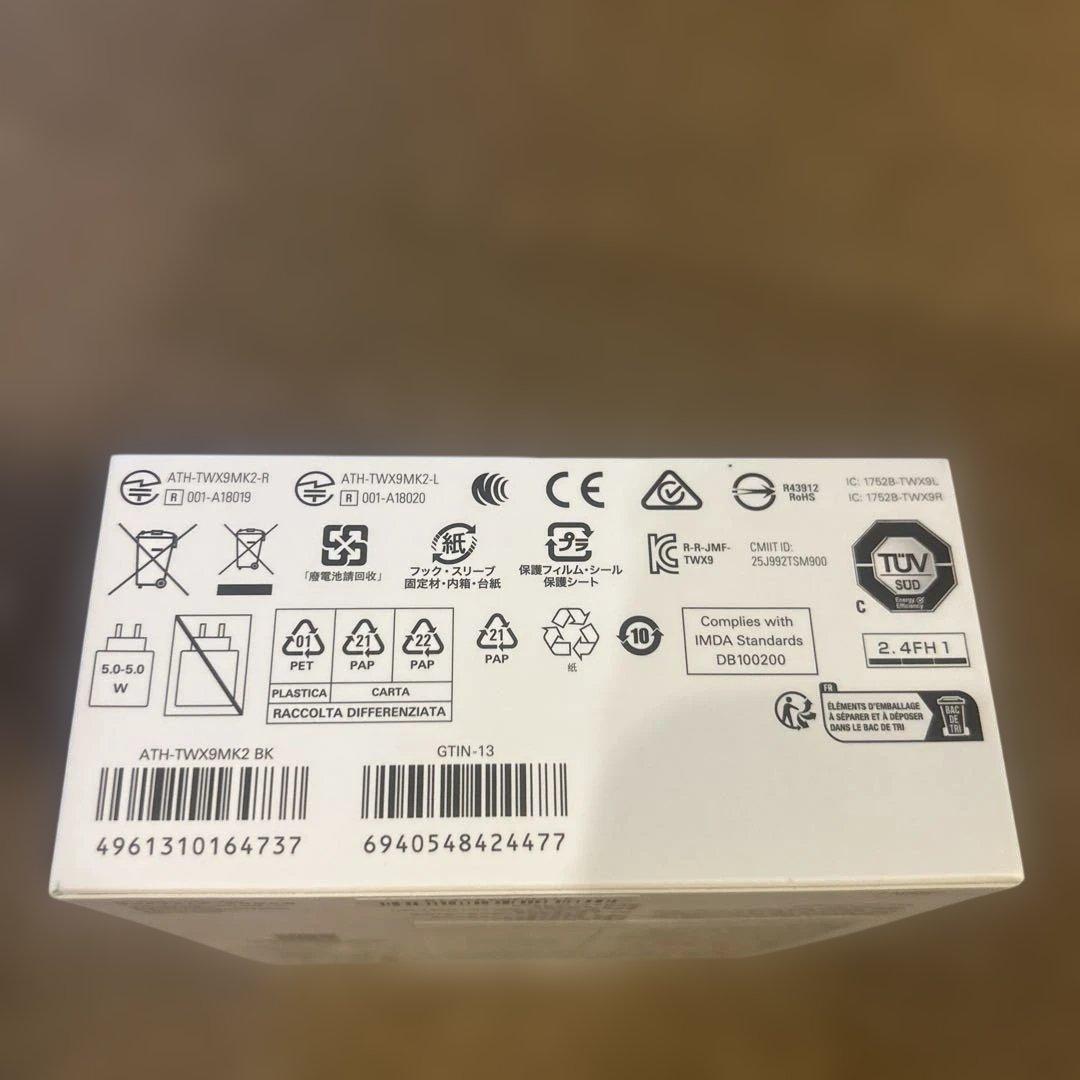 ATH-TWX9MK2-R
R 001-A18019
ATH-TWX9MK2-L
R 001-A18020
CE
R43912
RoHS
IC: 1752B-TWX9L
IC: 1752B-TWX9R
「廢電池請回收」
紙
フック・スリーブ
固定材・内箱・台紙
プラ
保護フィルム・シール
保護シート
R-R-JMF-
TWX9
CMIIT ID:
25J992TSM900
TÜV
SÜD
Energy
Efficiency
C
5.0-5.0
W
01
PET
21
PAP
22
PAP
PLASTICA
CARTA
RACCOLTA DIFFERENZIATA
21
PAP
紙
10
Complies with
IMDA Standards
DB100200
2.4FH1
FR
ÉLÉMENTS D'EMBALLAGE
À SÉPARER ET À DÉPOSER
DANS LE BAC DE TRI
BAC
DE
TRI
ATH-TWX9MK2 BK
4961310164737
GTIN-13
6940548424477